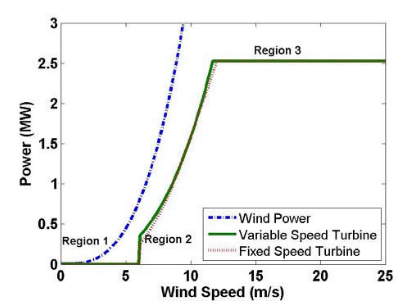 3
2.5
2
1.5
1
0.5
0
Power (MW)
Region 3
Region 1
Region 2
Wind Power
Variable Speed Turbine
Fixed Speed Turbine
0 5 10 15 20 25
Wind Speed (m/s)